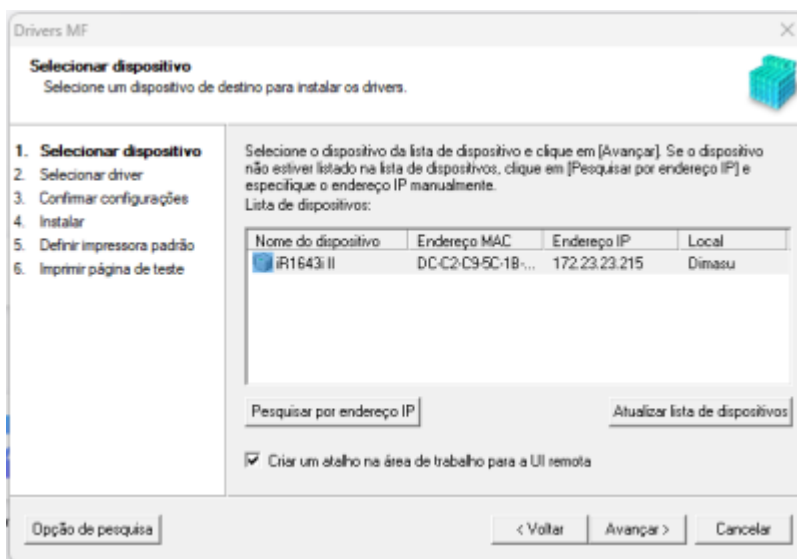 Drivers MF
Selecionar dispositivo
Selecione um dispositivo de destino para instalar os drivers.
1. Selecionar dispositivo
2. Selecionar driver
3. Confirmar configurações
4. Instalar
5. Definir impressora padrão
6. Imprimir página de teste
Selecione o dispositivo da lista de dispositivo e clique em [Avançar]. Se o dispositivo
não estiver listado na lista de dispositivos, clique em [Pesquisar por endereço IP] e
especifique o endereço IP manualmente.
Lista de dispositivos:
Nome do dispositivo Endereço MAC Endereço IP Local
iR1643i II DC-C2-C9-5C-1B-... 172.23.23.215 Dimasu
Pesquisar por endereço IP Atualizar lista de dispositivos
Criar um atalho na área de trabalho para a UI remota
Opção de pesquisa < Voltar Avançar > Cancelar